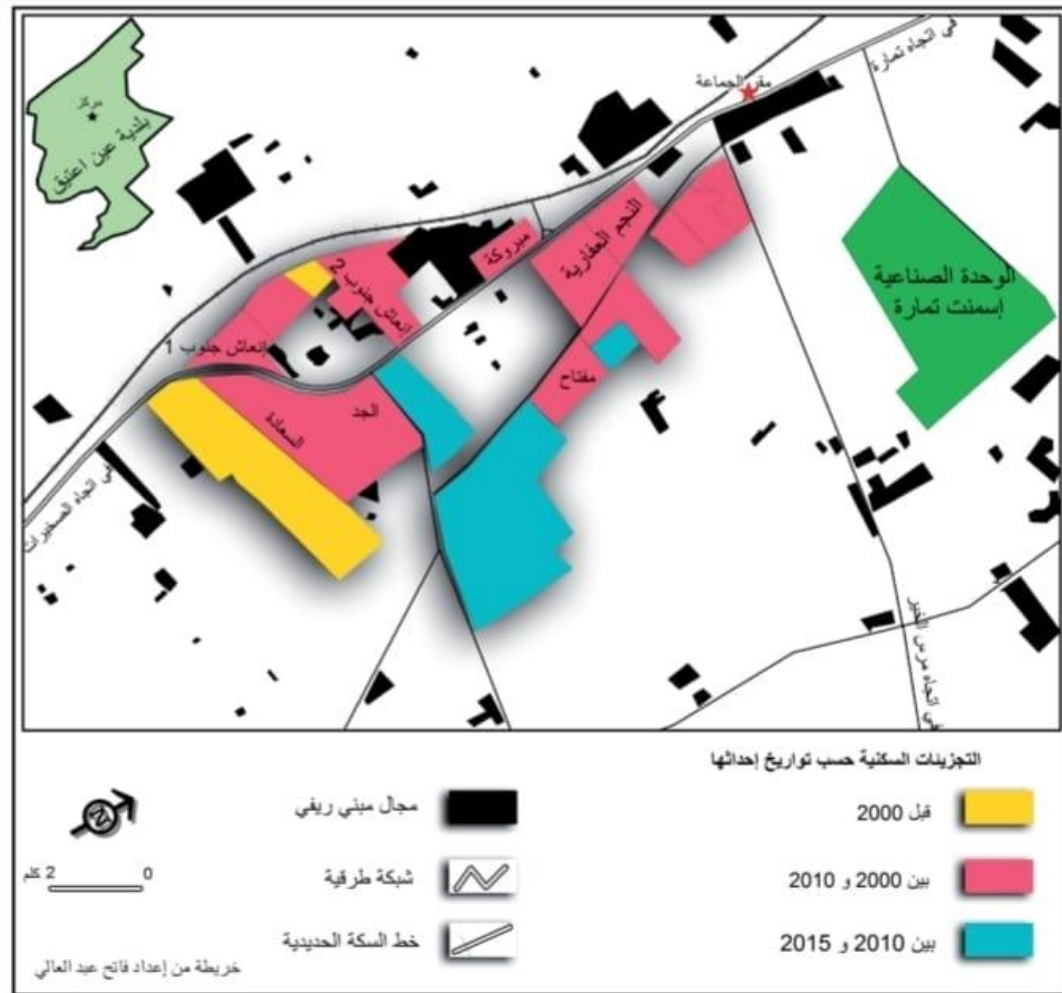 في اتجاه تمارة
مقر الجماعة
مركز
بلدية عين اعتيق
النجم العقارية
مبروكة
إنعاش جنوب 2
إنعاش جنوب 1
الوحدة الصناعية
إسمنت تمارة
مفتاح
الجد
السعادة
في اتجاه الصخيرات
في اتجاه مرس الخير
التجزيئات السكنية حسب تواريخ إحداثها
قبل 2000
بين 2000 و 2010
بين 2010 و 2015
مجال مبني ريفي
شبكة طرقية
خط السكة الحديدية
N
0
2 كلم
خريطة من إعداد فاتح عبد العالي